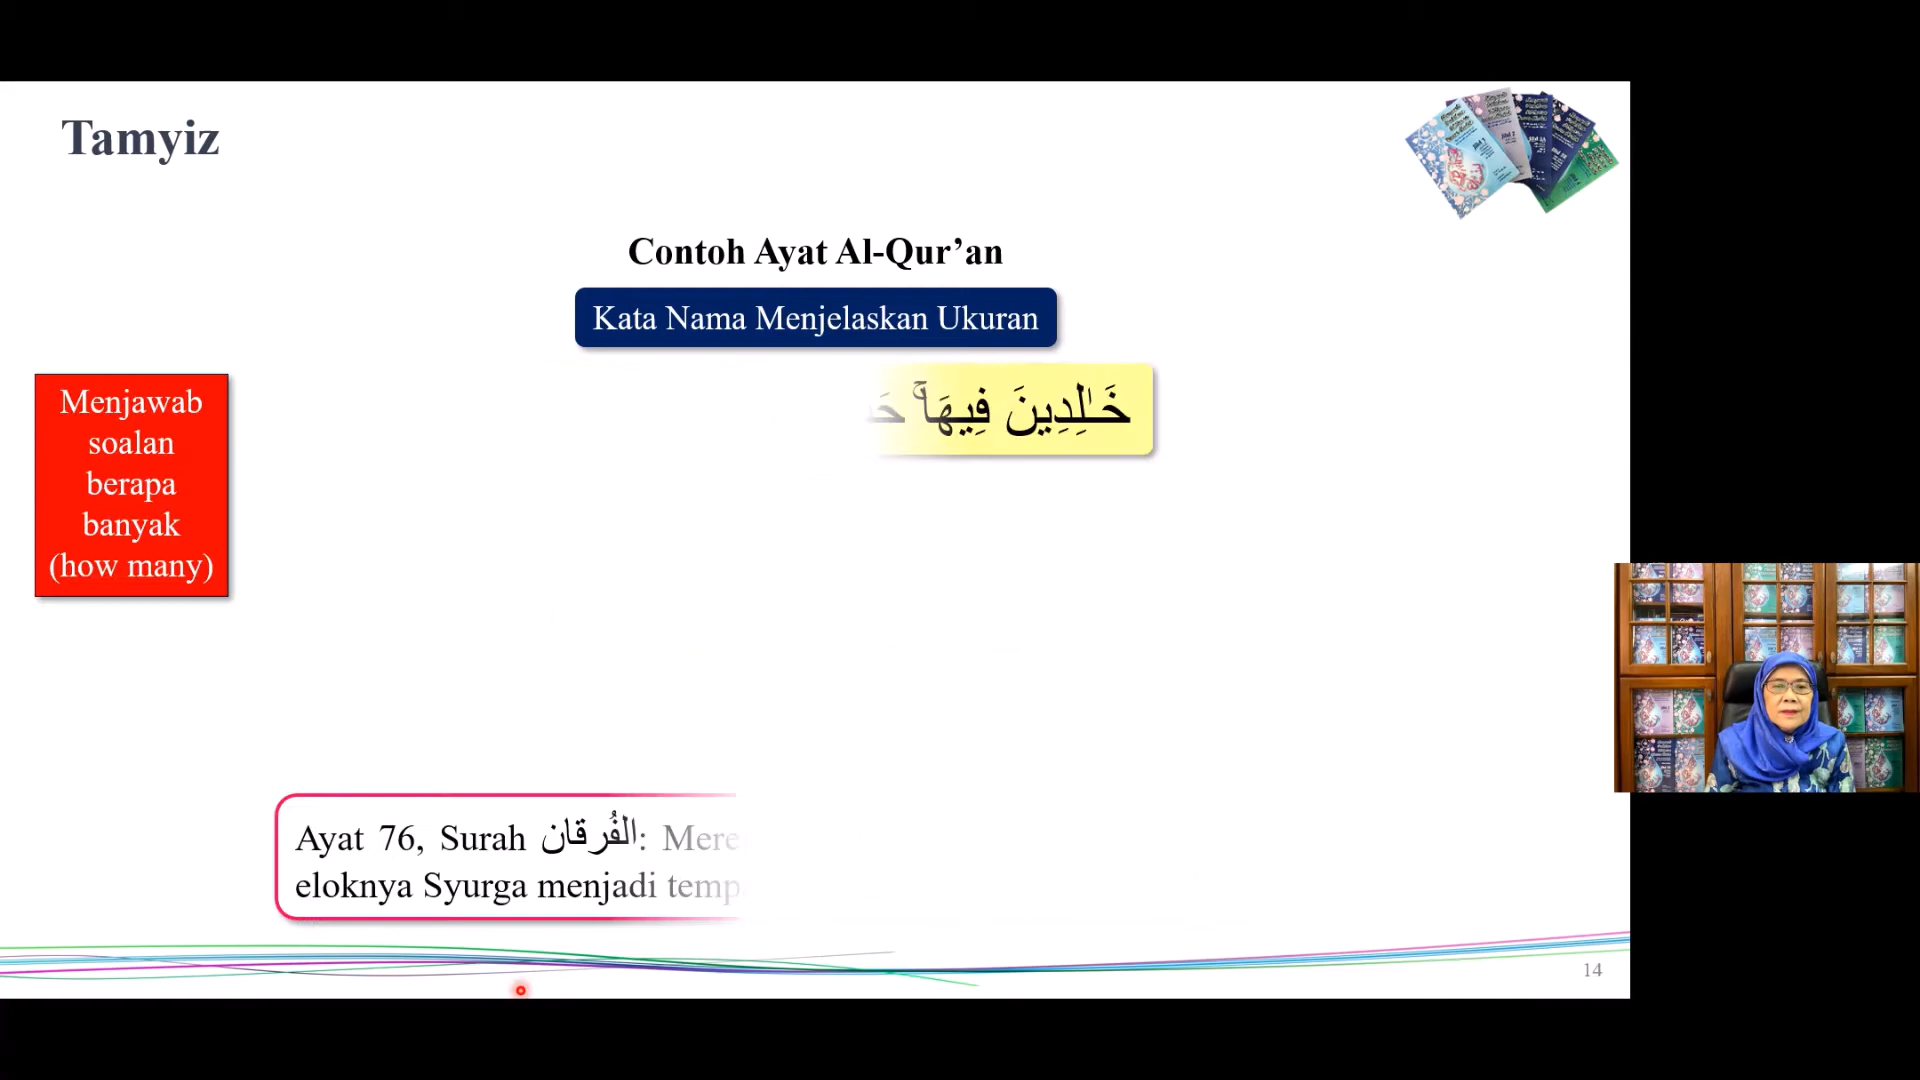 Tamyiz
Contoh Ayat Al-Qur’an
Kata Nama Menjelaskan Ukuran
خَـٰلِدِينَ فِيهَاۚ
Menjawab
soalan
berapa
banyak
(how many)
Ayat 76, Surah الفُرقان:
eloknya Syurga menjadi
14